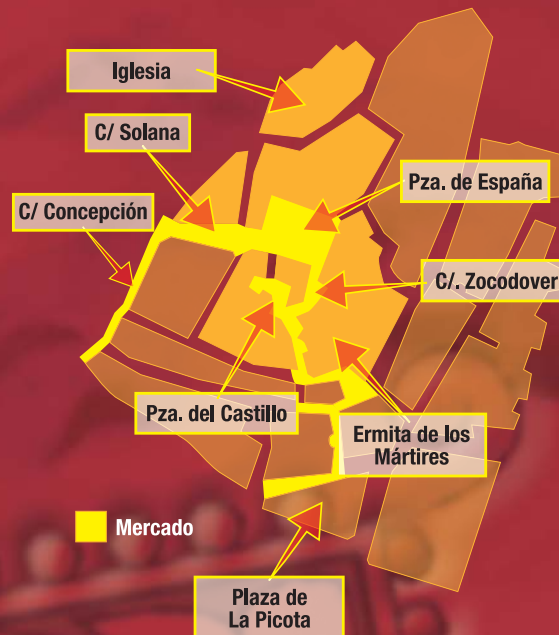 Iglesia
C/ Solana
Pza. de España
C/ Concepción
C/. Zocodover
Pza. del Castillo
Ermita de los
Mártires
Mercado
Plaza de
La Picota